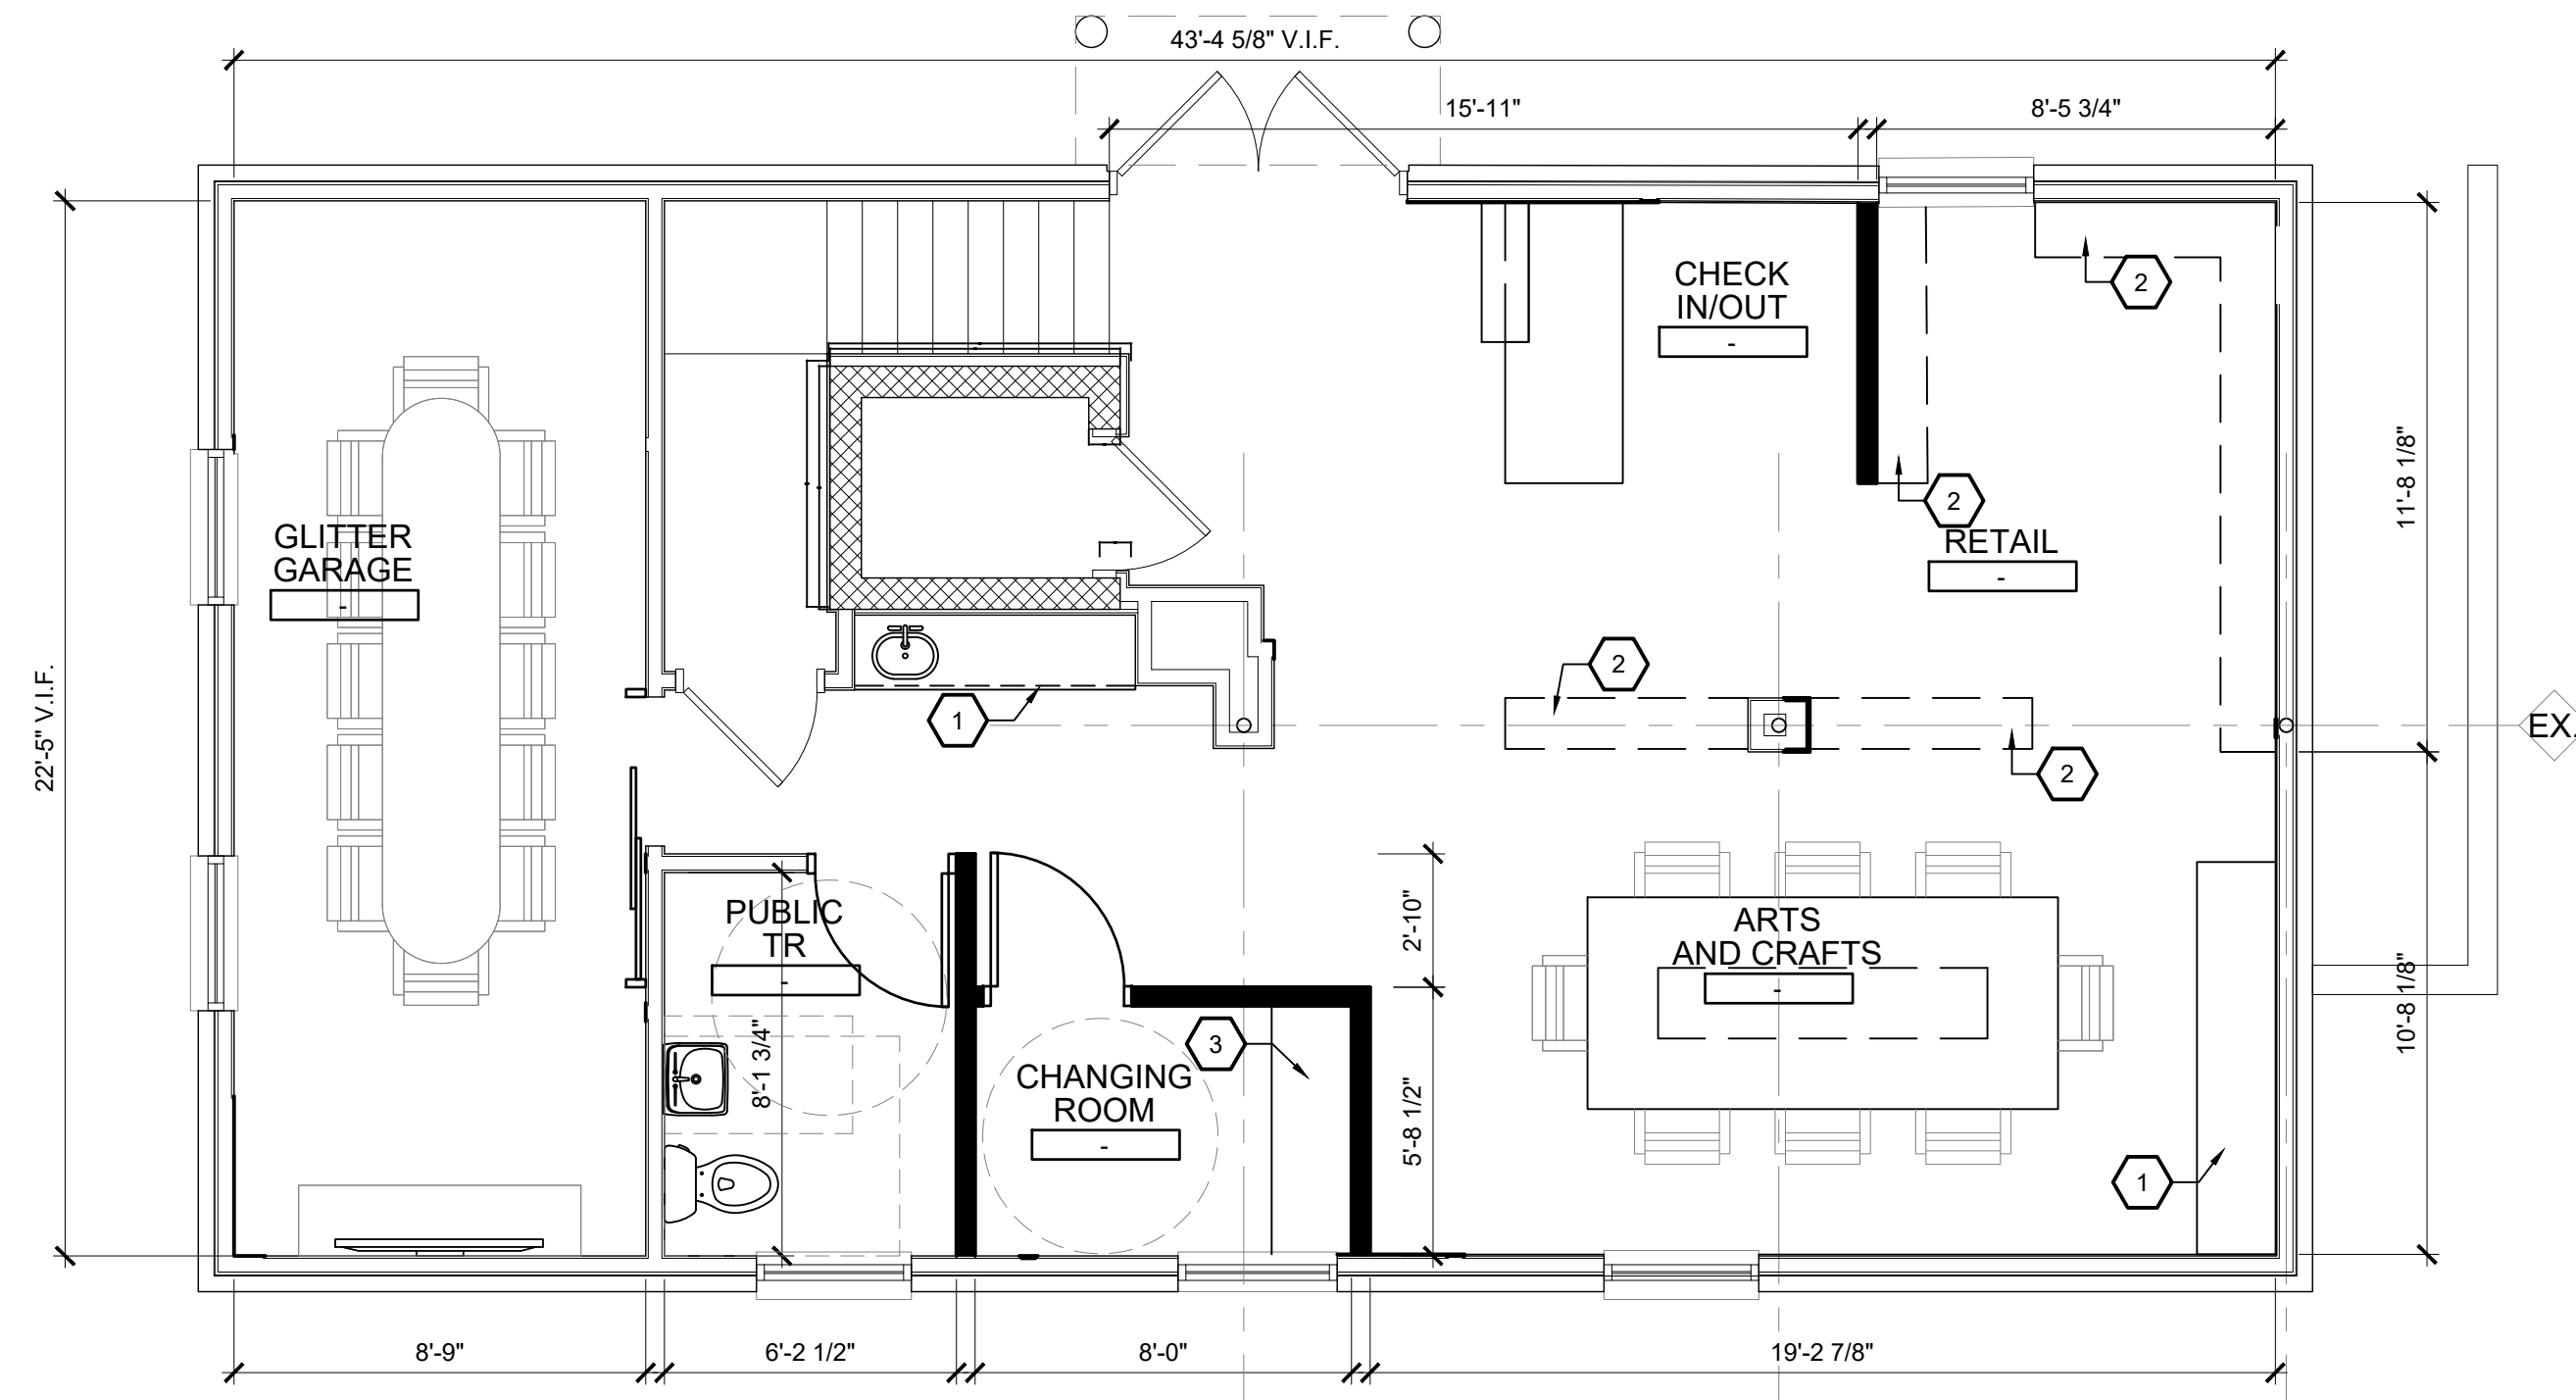 43'-4 5/8" V.I.F.
15'-11"
8'-5 3/4"
CHECK
IN/OUT
-
2
2
RETAIL
-
11'-8 1/8"
GLITTER
GARAGE
-
22'-5" V.I.F.
1
2
2
EX.
PUBLIC
TR
-
8'-1 3/4"
2'-10"
ARTS
AND CRAFTS
-
10'-8 1/8"
3
CHANGING
ROOM
-
5'-8 1/2"
1
8'-9"
6'-2 1/2"
8'-0"
19'-2 7/8"